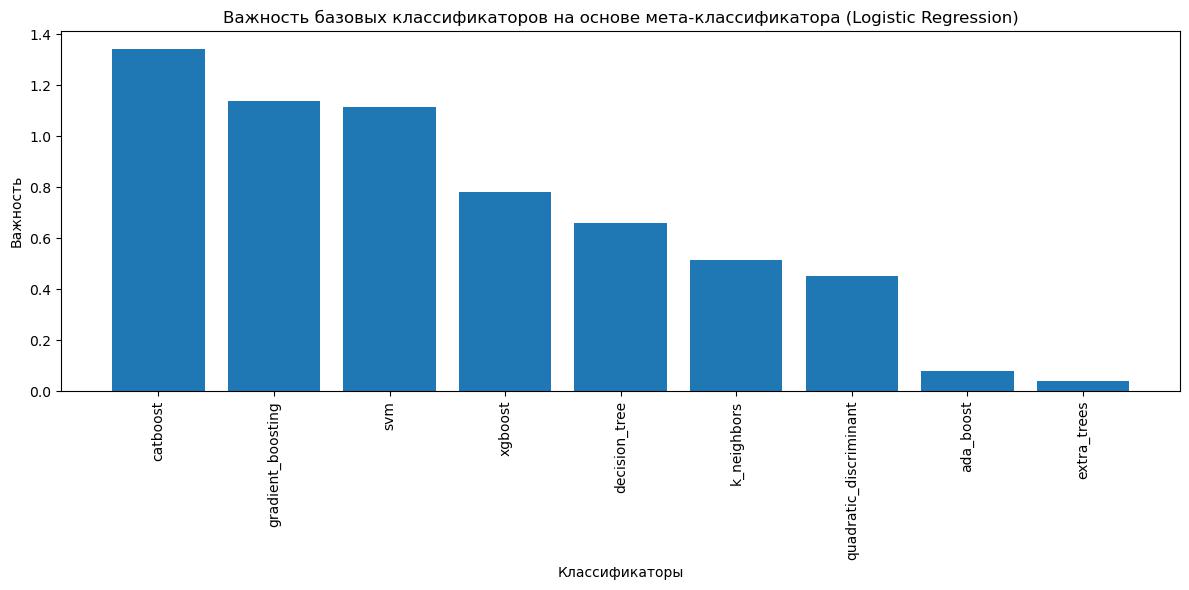 Важность базовых классификаторов на основе мета-классификатора (Logistic Regression)
1.4
1.2
1.0
0.8
0.6
0.4
0.2
0.0
Важность
catboost
gradient_boosting
svm
xgboost
decision_tree
k_neighbors
quadratic_discriminant
ada_boost
extra_trees
Классификаторы